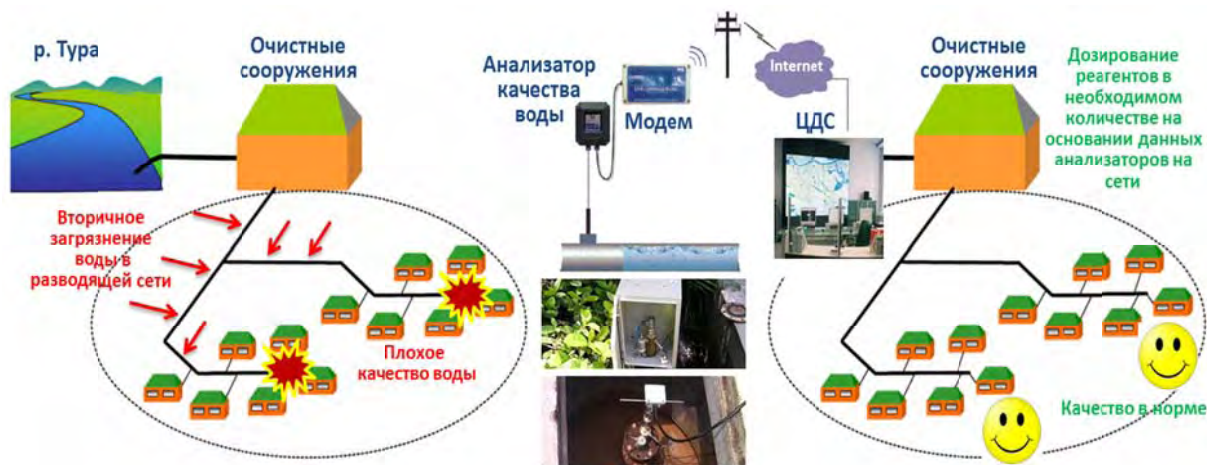 р. Тура
Очистные
сооружения
Вторичное
загрязнение
воды в
разводящей сети
Плохое
качество воды
Анализатор
качества
воды
Модем
Internet
ЦДС
Очистные
сооружения
Дозирование
реагентов в
необходимом
количестве на
основании данных
анализаторов на
сети
Качество в норме